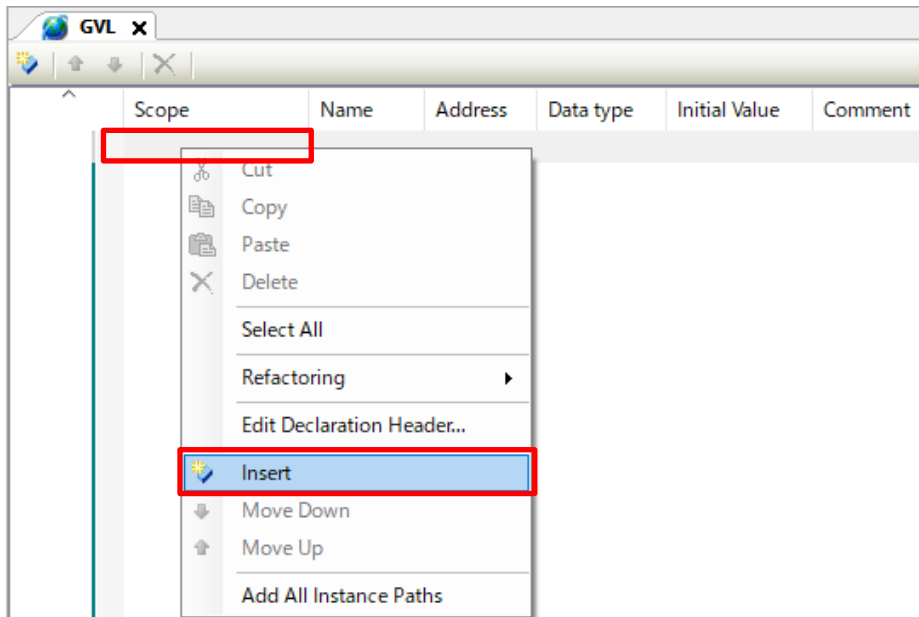 GVL
Scope Name Address Data type Initial Value Comment
Cut
Copy
Paste
Delete
Select All
Refactoring
Edit Declaration Header...
Insert
Move Down
Move Up
Add All Instance Paths